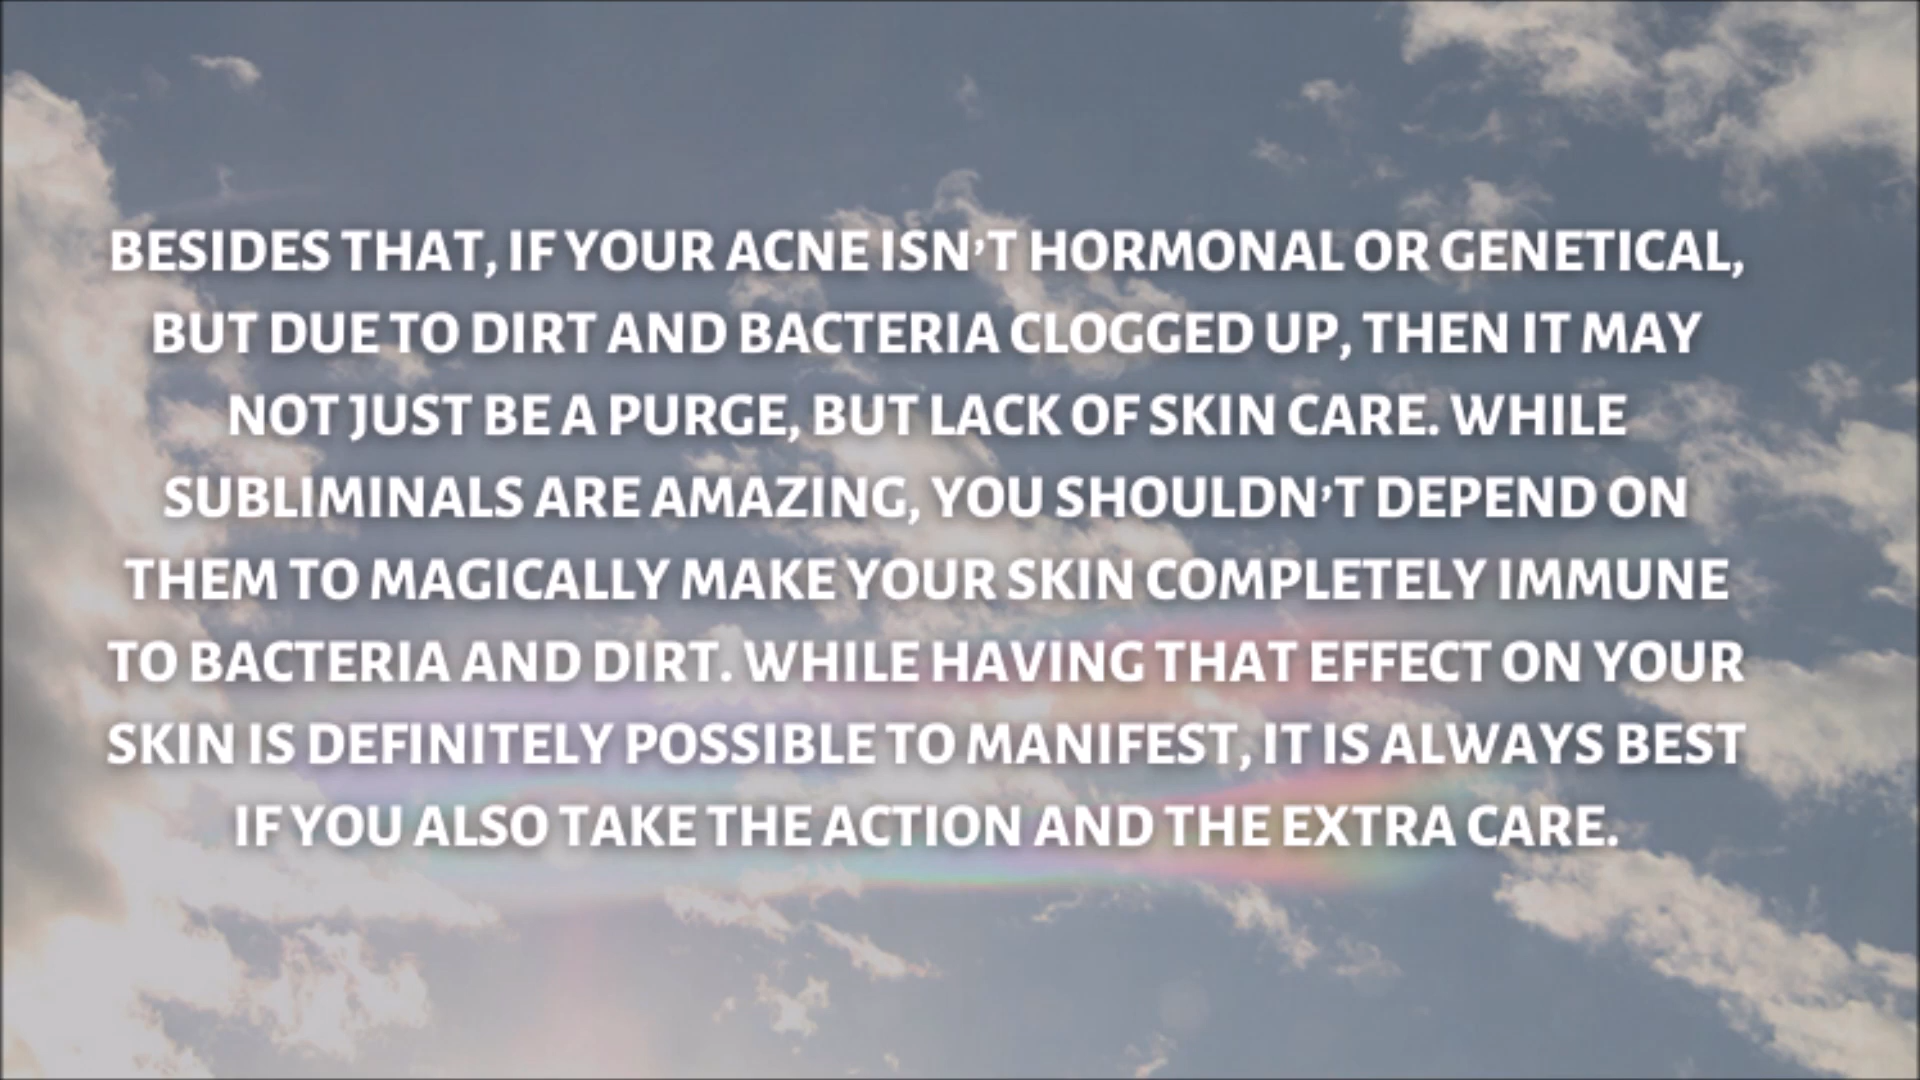 BESIDES THAT, IF YOUR ACNE ISN'T HORMONAL OR GENETICAL,
BUT DUE TO DIRT AND BACTERIA CLOGGED UP, THEN IT MAY
NOT JUST BE A PURGE, BUT LACK OF SKIN CARE. WHILE
SUBLIMINALS ARE AMAZING, YOU SHOULDN'T DEPEND ON
THEM TO MAGICALLY MAKE YOUR SKIN COMPLETELY IMMUNE
TO BACTERIA AND DIRT. WHILE HAVING THAT EFFECT ON YOUR
SKIN IS DEFINITELY POSSIBLE TO MANIFEST, IT IS ALWAYS BEST
IF YOU ALSO TAKE THE ACTION AND THE EXTRA CARE.